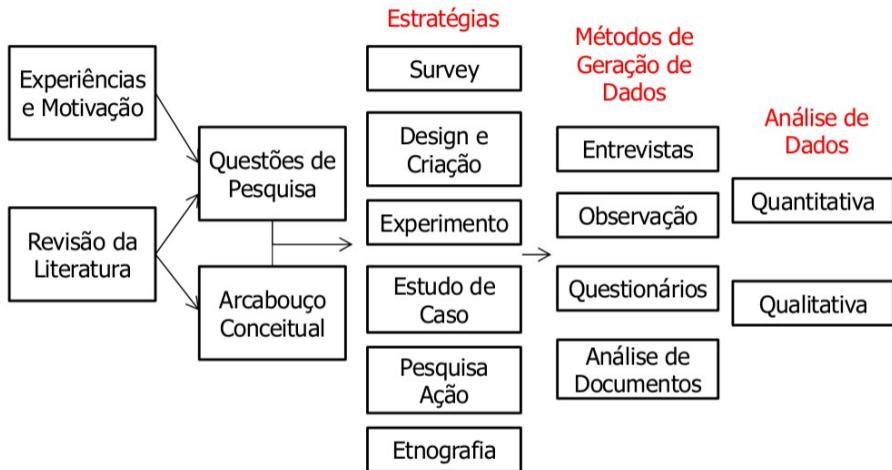 Experiências
e Motivação
Revisão da
Literatura
Questões de
Pesquisa
Arcabouço
Conceitual
Estratégias
Survey
Design e
Criação
Experimento
Estudo de
Caso
Pesquisa
Ação
Etnografia
Métodos de
Geração de
Dados
Entrevistas
Observação
Questionários
Análise de
Documentos
Análise de
Dados
Quantitativa
Qualitativa